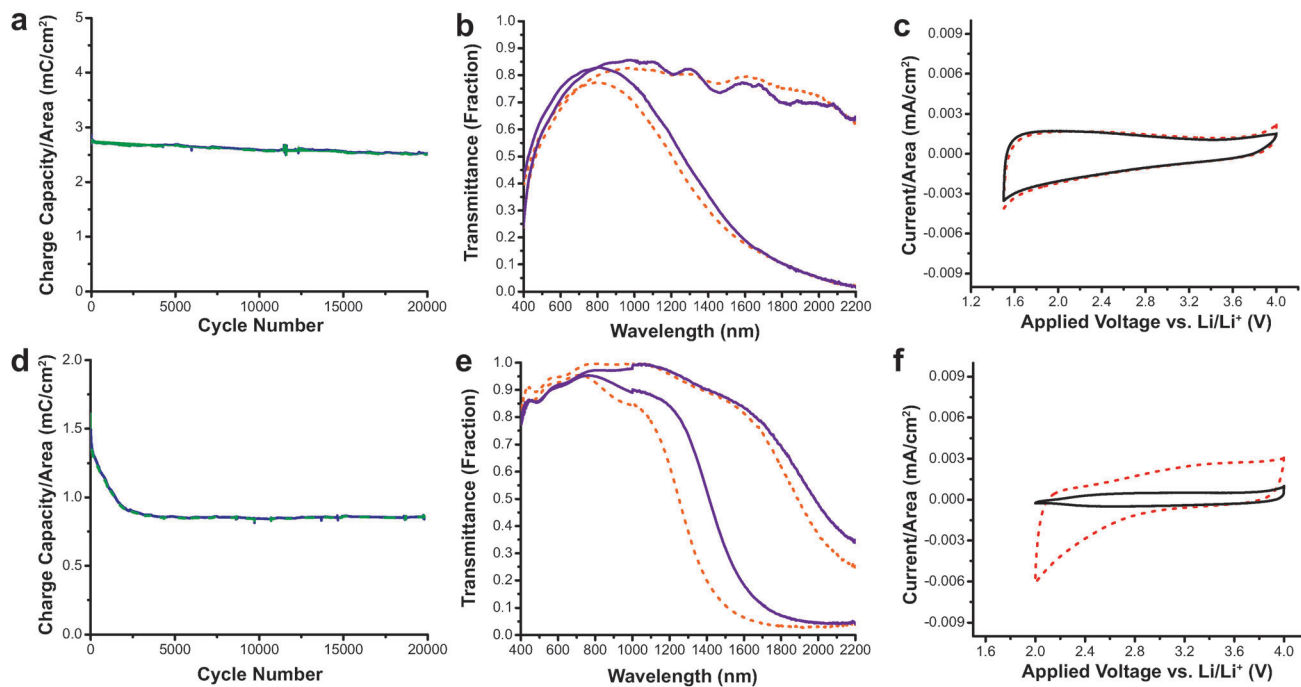 a
Charge Capacity/Area (mC/cm²)
5
4
3
2
1
0
0 5000 10000 15000 20000
Cycle Number
b
Transmittance (Fraction)
1.0
0.9
0.8
0.7
0.6
0.5
0.4
0.3
0.2
0.1
0.0
400 600 800 1000 1200 1400 1600 1800 2000 2200
Wavelength (nm)
c
Current/Area (mA/cm²)
0.009
0.006
0.003
0.000
-0.003
-0.006
-0.009
1.2 1.6 2.0 2.4 2.8 3.2 3.6 4.0
Applied Voltage vs. Li/Li⁺ (V)
d
Charge Capacity/Area (mC/cm²)
2.0
1.5
1.0
0.5
0.0
0 2500 5000 7500 10000 12500 15000 17500 20000
Cycle Number
e
Transmittance (Fraction)
1.0
0.9
0.8
0.7
0.6
0.5
0.4
0.3
0.2
0.1
0.0
400 600 800 1000 1200 1400 1600 1800 2000 2200
Wavelength (nm)
f
Current/Area (mA/cm²)
0.009
0.006
0.003
0.000
-0.003
-0.006
-0.009
1.6 2.0 2.4 2.8 3.2 3.6 4.0
Applied Voltage vs. Li/Li⁺ (V)